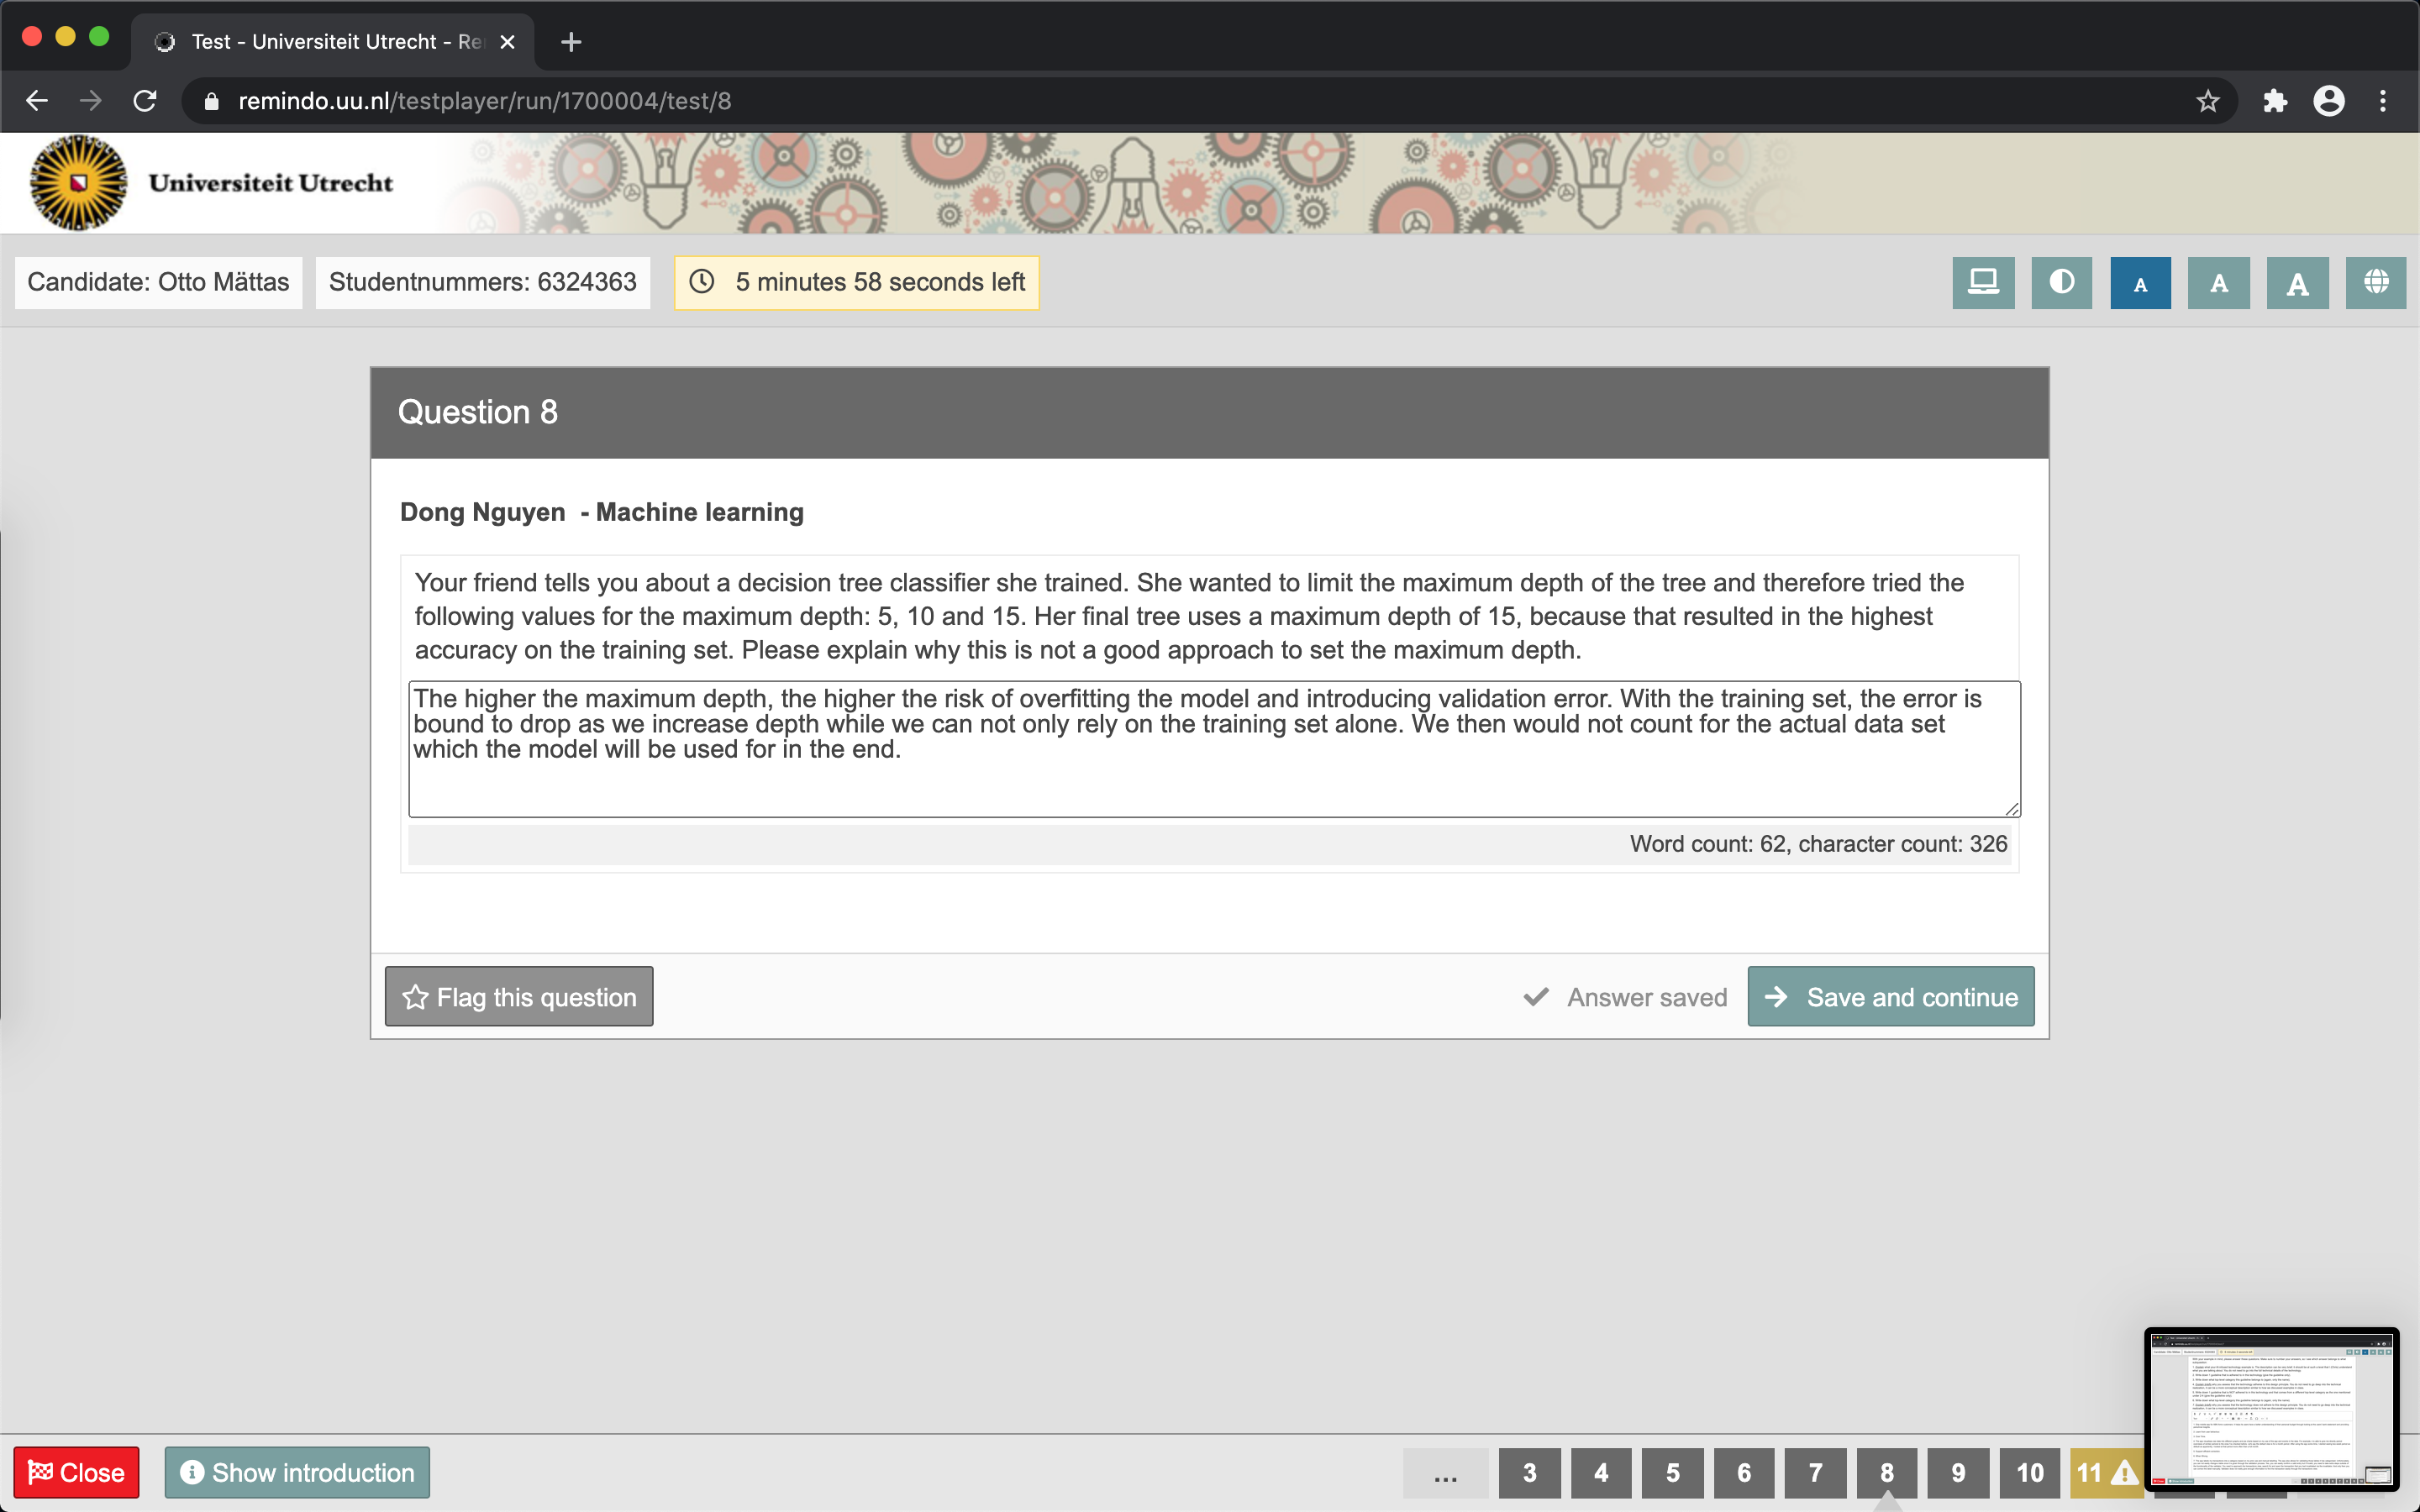 Test - Universiteit Utrecht - Re
remindo.uu.nl/testplayer/run/1700004/test/8
Universiteit Utrecht
Candidate: Otto Mättas
Studentnummers: 6324363
5 minutes 58 seconds left
A
A
A
Question 8
Dong Nguyen - Machine learning
Your friend tells you about a decision tree classifier she trained. She wanted to limit the maximum depth of the tree and therefore tried the
following values for the maximum depth: 5, 10 and 15. Her final tree uses a maximum depth of 15, because that resulted in the highest
accuracy on the training set. Please explain why this is not a good approach to set the maximum depth.
The higher the maximum depth, the higher the risk of overfitting the model and introducing validation error. With the training set, the error is
bound to drop as we increase depth while we can not only rely on the training set alone. We then would not count for the actual data set
which the model will be used for in the end.
Word count: 62, character count: 326
Flag this question
Answer saved
Save and continue
Close
Show introduction
...
3
4
5
6
7
8
9
10
11